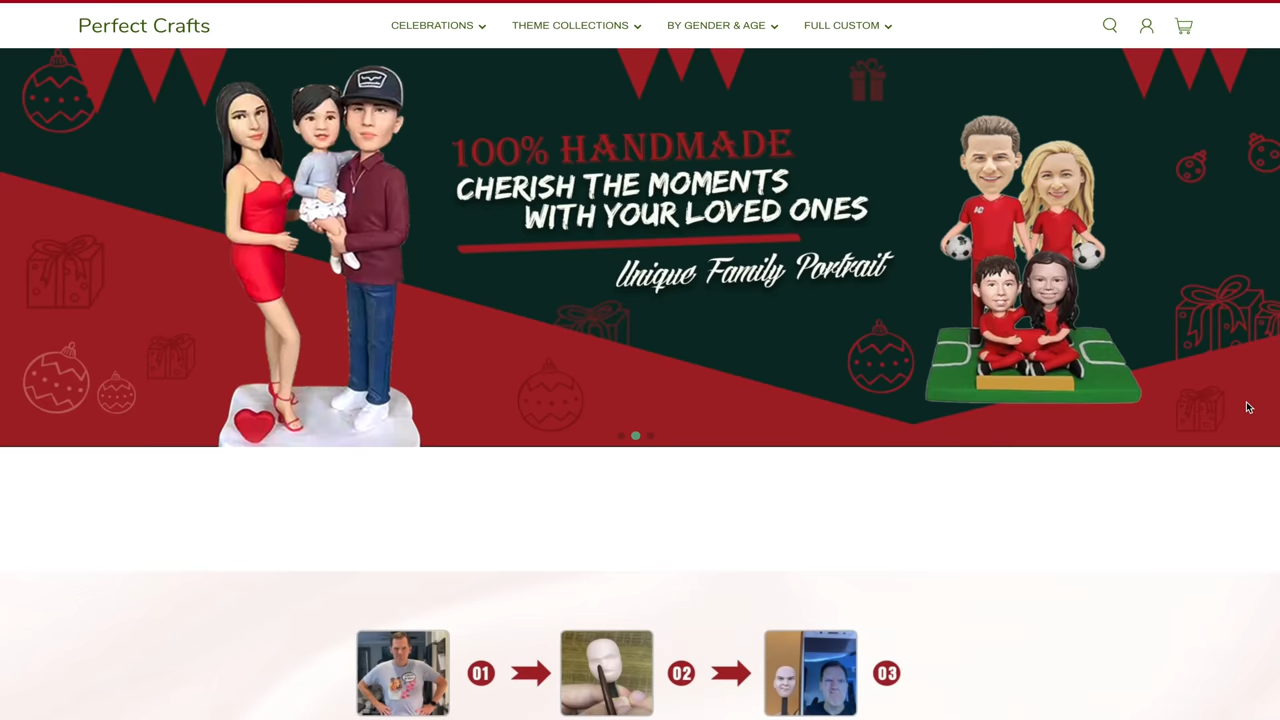 Perfect Crafts
CELEBRATIONS
THEME COLLECTIONS
BY GENDER & AGE
FULL CUSTOM
100% HANDMADE
CHERISH THE MOMENTS
WITH YOUR LOVED ONES
Unique Family Portrait
01
02
03